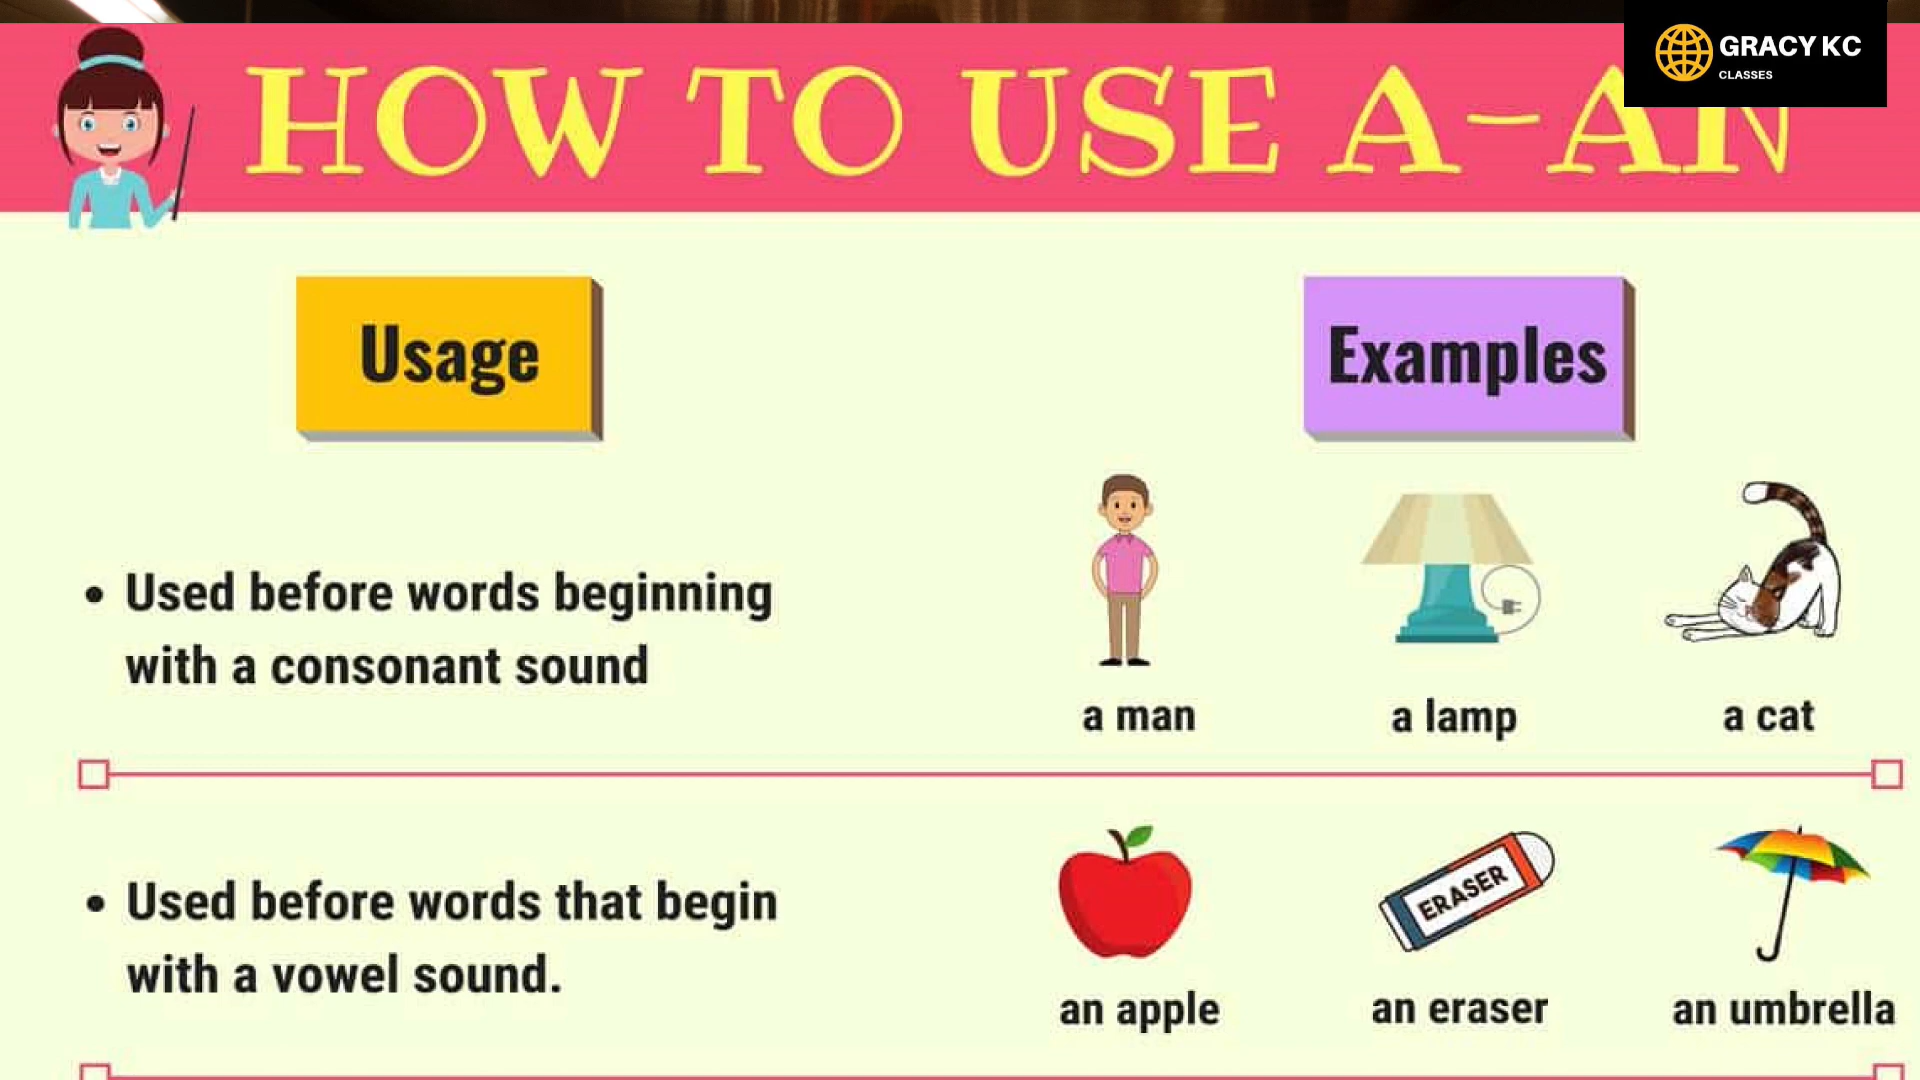 GRACY KC
CLASSES
HOW TO USE A-AN
Usage
Examples
• Used before words beginning
with a consonant sound
a man
a lamp
a cat
• Used before words that begin
with a vowel sound.
ERASER
an apple
an eraser
an umbrella